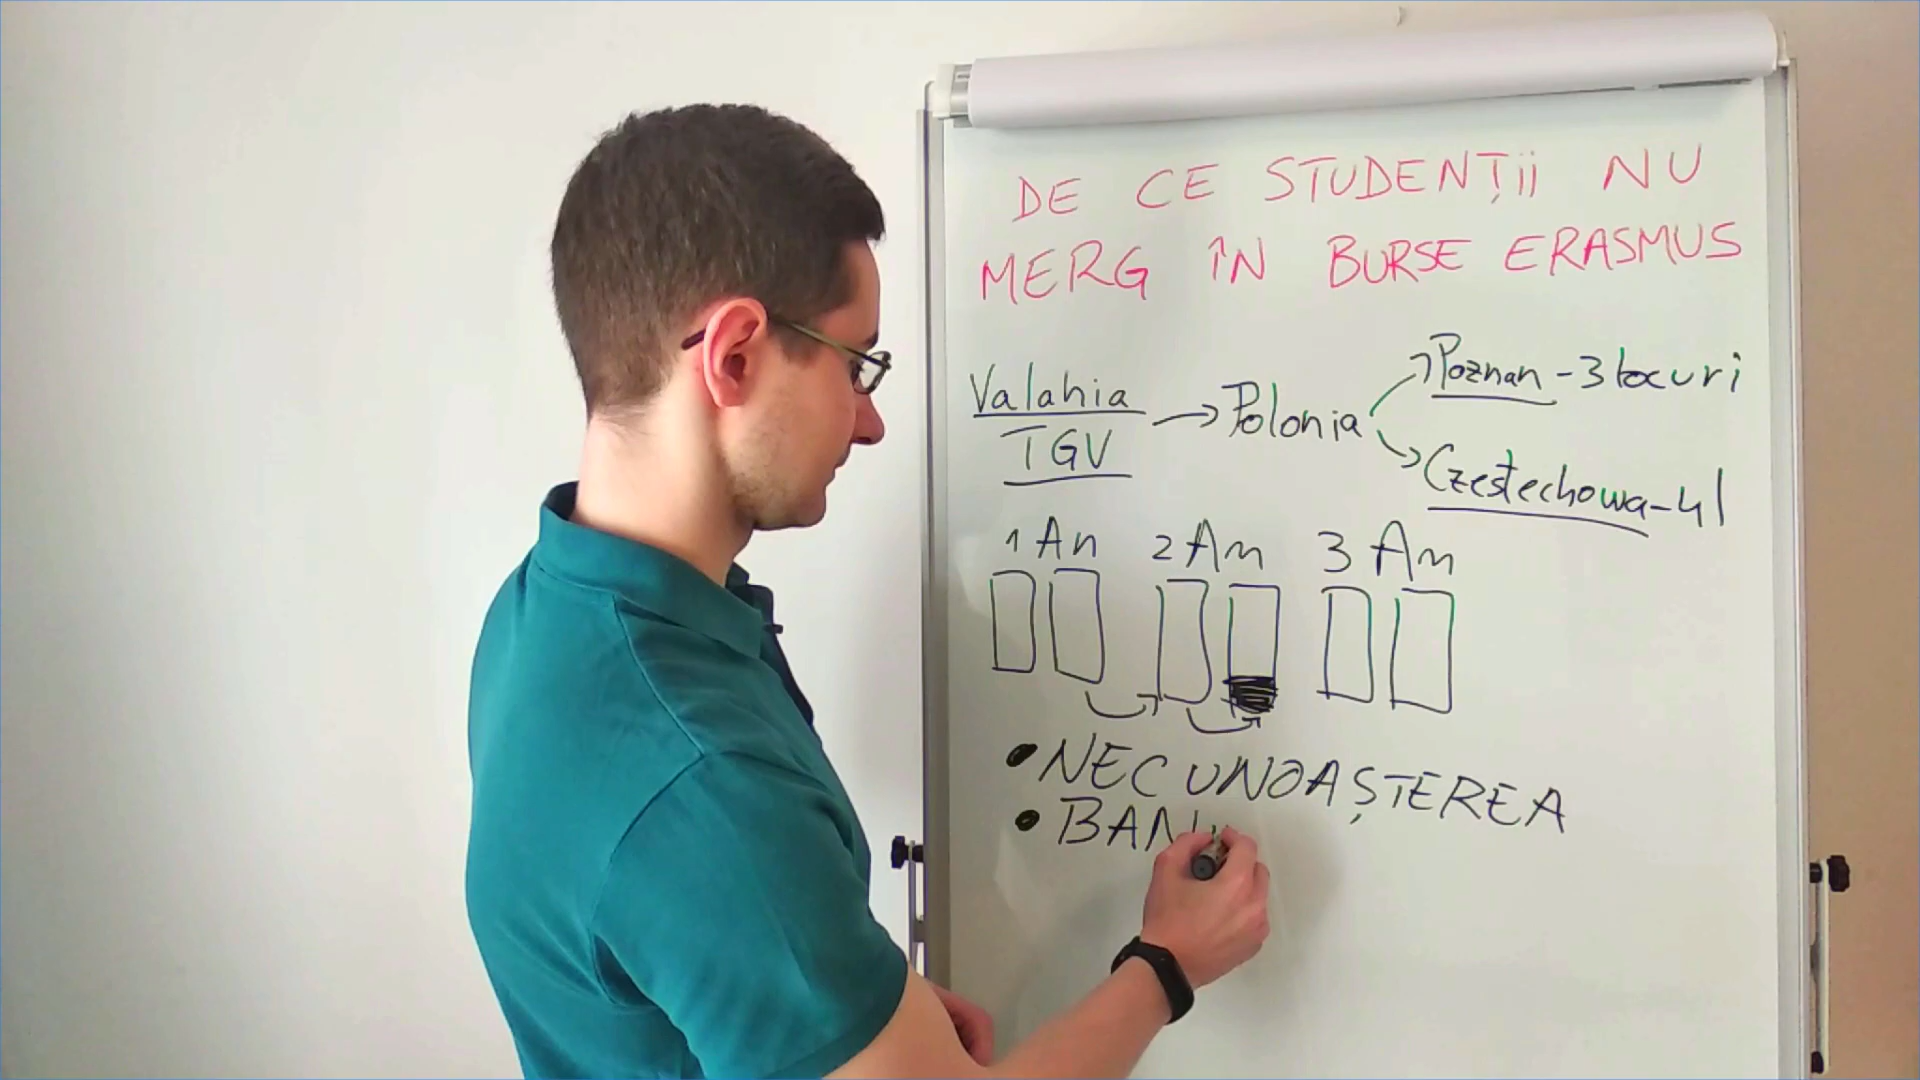 DE CE STUDENȚii NU
MERG ÎN BURSE ERASMUS
Valahia
TGV
Polonia
Poznan - 3 locuri
Czestechowa - 4 l
1 An 2 An 3 An
• NECUNOAȘTEREA
• BANI